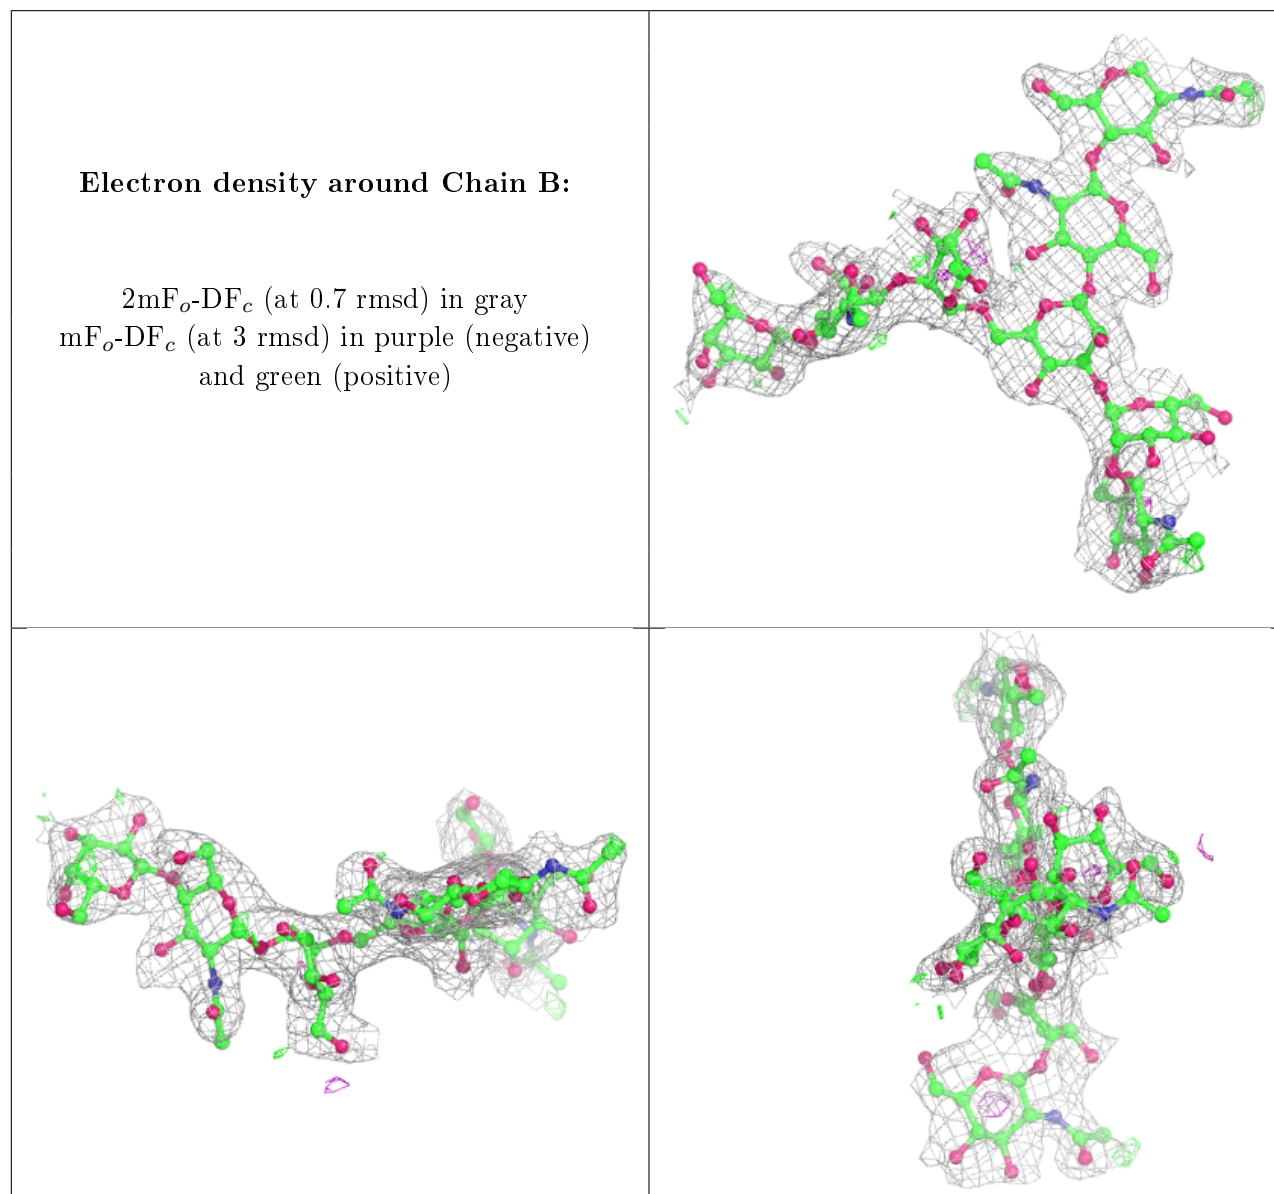 Electron density around Chain B:
2mFₒ-DF𝒸 (at 0.7 rmsd) in gray
mFₒ-DF𝒸 (at 3 rmsd) in purple (negative)
and green (positive)